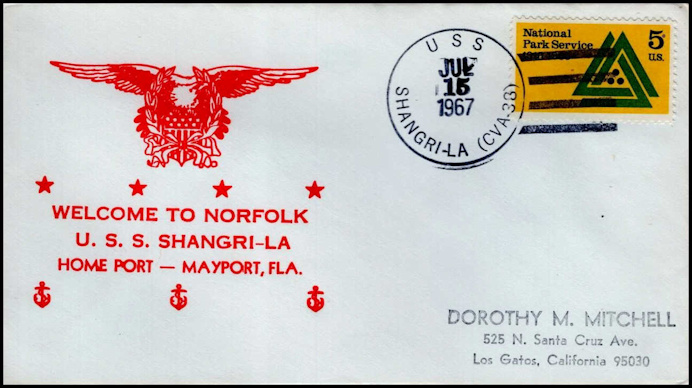 WELCOME TO NORFOLK
U. S. S. SHANGRI-LA
HOME PORT — MAYPORT, FLA.
USS
JUL
15
1967
SHANGRI-LA (CVA-38)
National
Park Service
5c
U.S.
DOROTHY M. MITCHELL
525 N. Santa Cruz Ave.
Los Gatos, California 95030